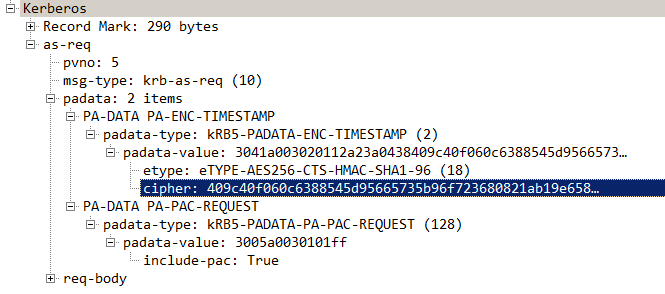 Kerberos
Record Mark: 290 bytes
as-req
pvno: 5
msg-type: krb-as-req (10)
padata: 2 items
PA-DATA PA-ENC-TIMESTAMP
padata-type: kRB5-PADATA-ENC-TIMESTAMP (2)
padata-value: 3041a003020112a23a0438409c40f060c6388545d9566573…
etype: eTYPE-AES256-CTS-HMAC-SHA1-96 (18)
cipher: 409c40f060c6388545d95665735b96f723680821ab19e658…
PA-DATA PA-PAC-REQUEST
padata-type: kRB5-PADATA-PA-PAC-REQUEST (128)
padata-value: 3005a0030101ff
include-pac: True
req-body